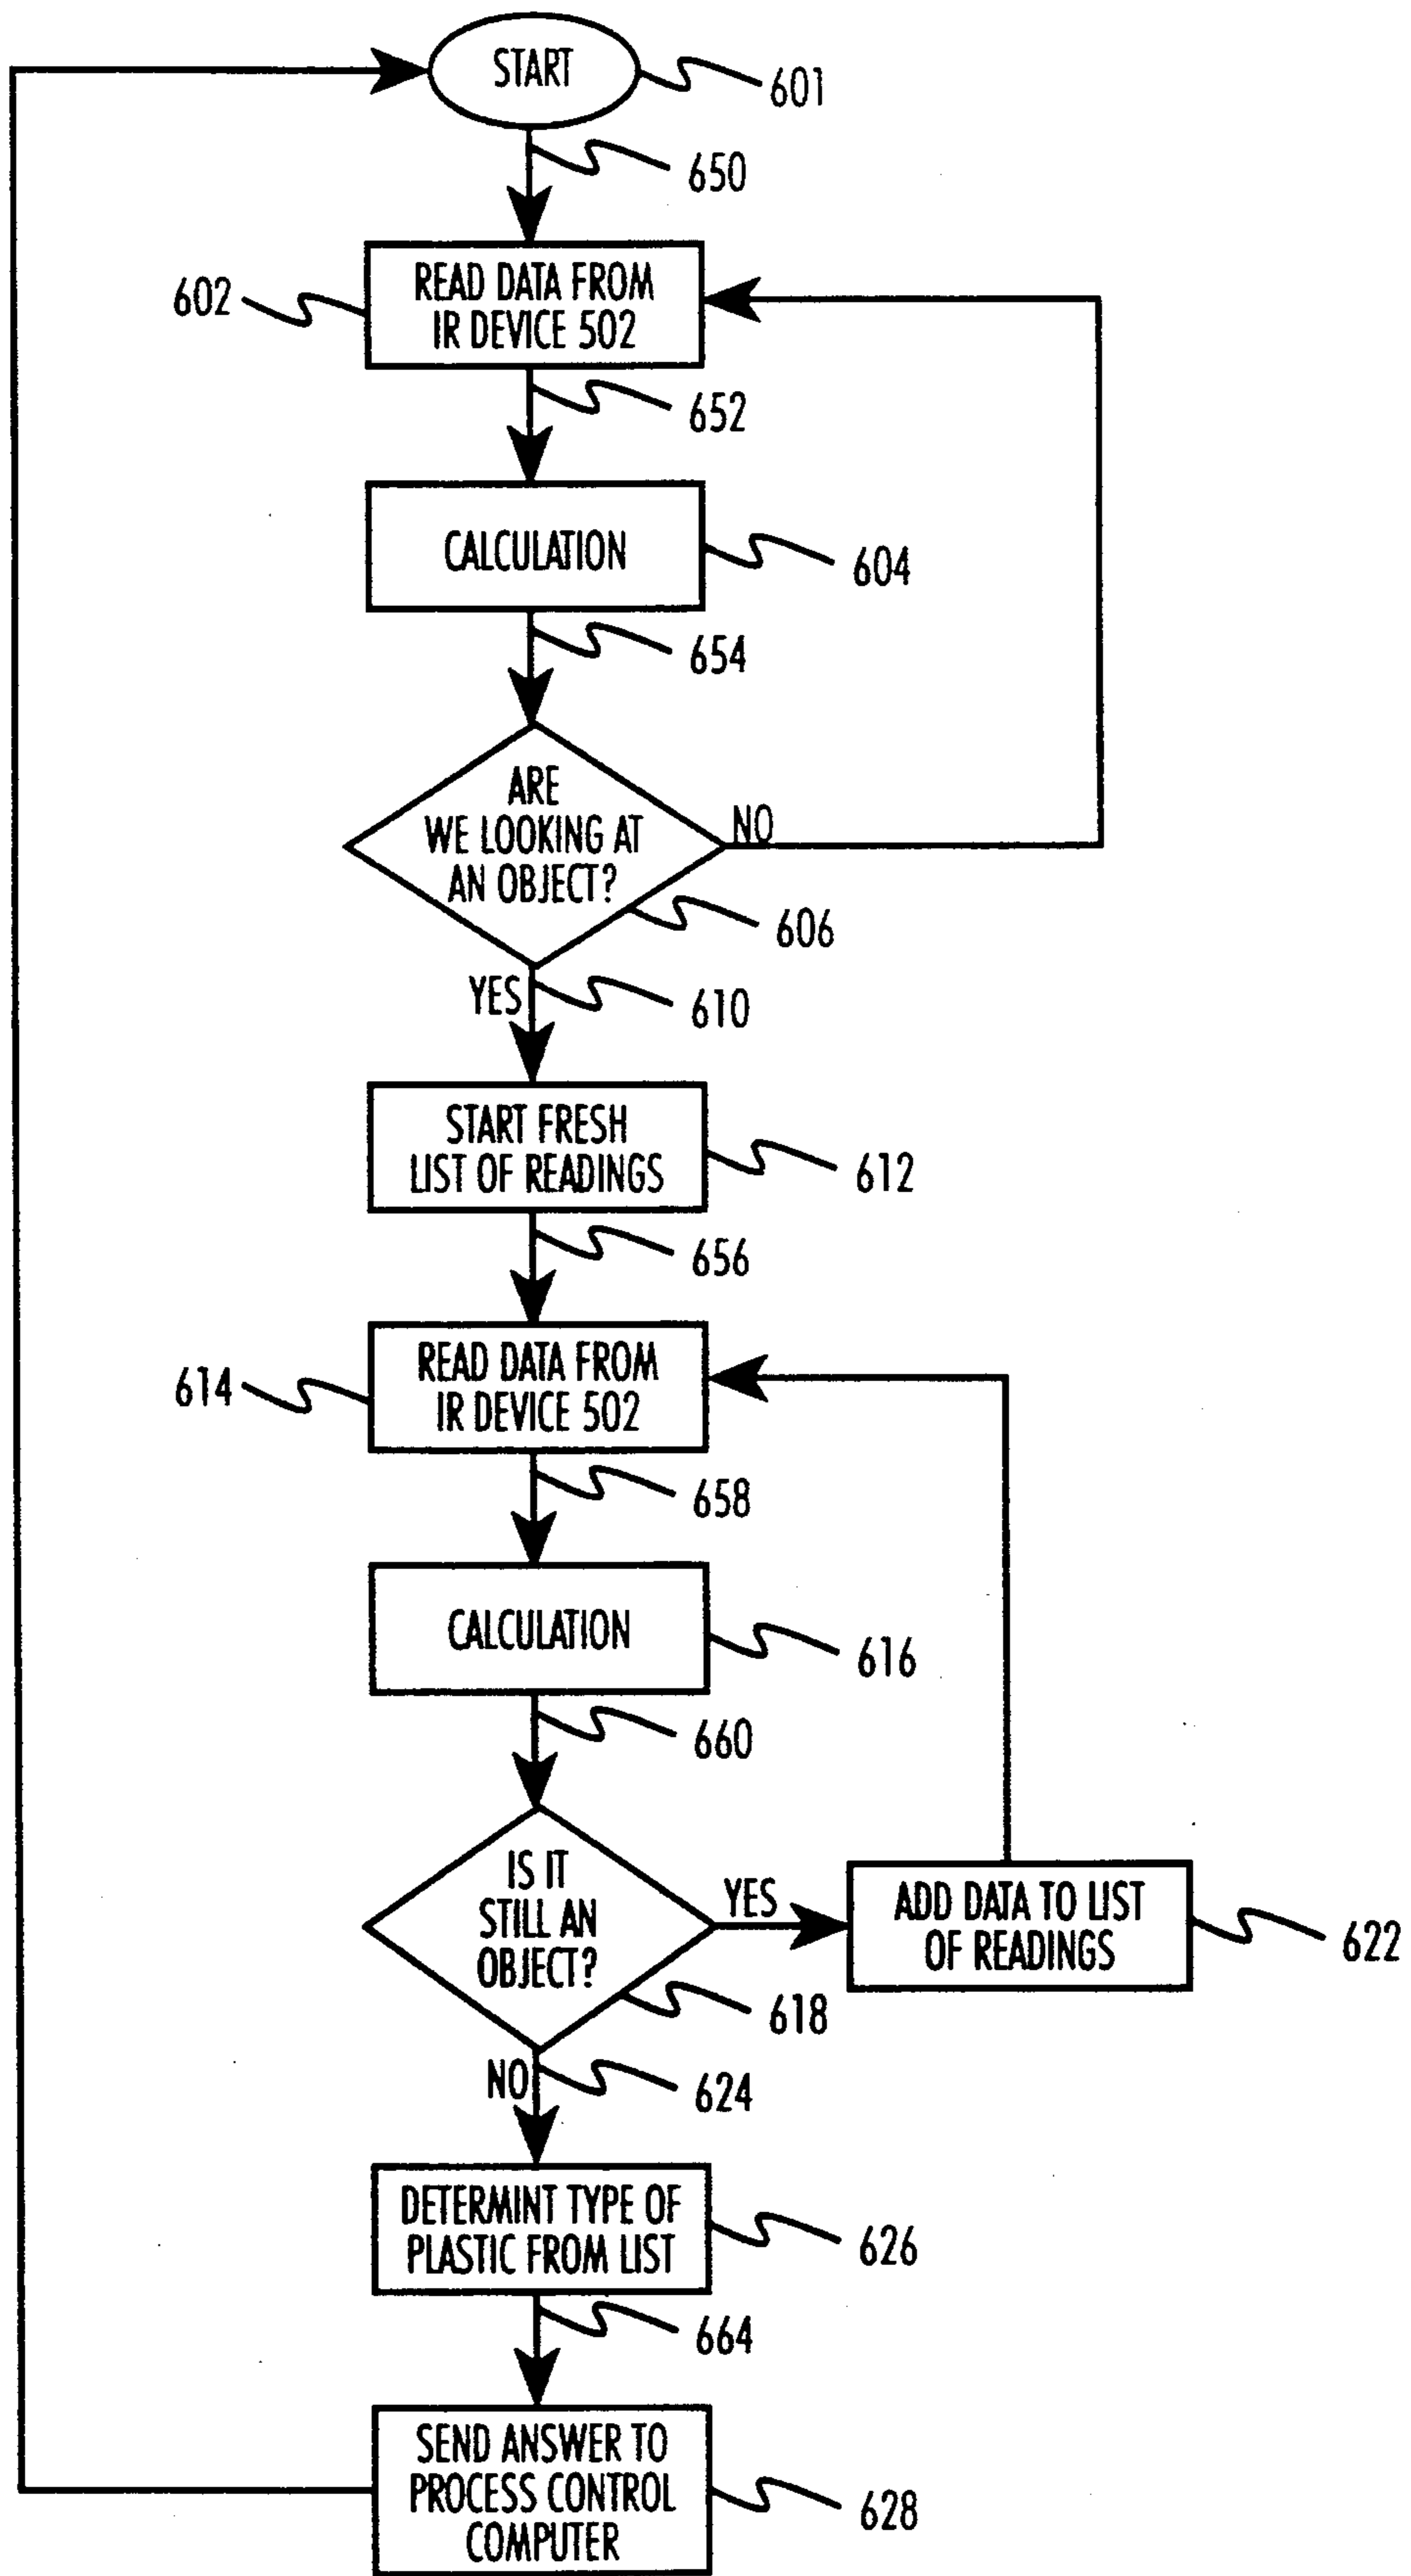 START
601
650
READ DATA FROM
IR DEVICE 502
602
652
CALCULATION
604
654
ARE
WE LOOKING AT
AN OBJECT?
NO
606
YES
610
START FRESH
LIST OF READINGS
612
656
READ DATA FROM
IR DEVICE 502
614
658
CALCULATION
616
660
IS IT
STILL AN
OBJECT?
YES
ADD DATA TO LIST
OF READINGS
622
618
NO
624
DETERMINT TYPE OF
PLASTIC FROM LIST
626
664
SEND ANSWER TO
PROCESS CONTROL
COMPUTER
628